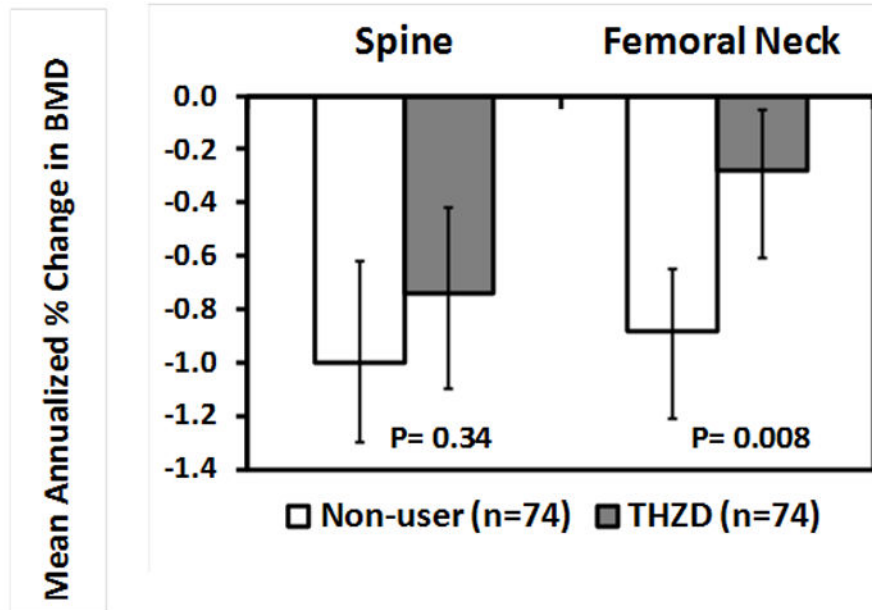 Mean Annualized % Change in BMD
Spine Femoral Neck
0.0
-0.2
-0.4
-0.6
-0.8
-1.0
-1.2
-1.4
P= 0.34 P= 0.008
Non-user (n=74) THZD (n=74)